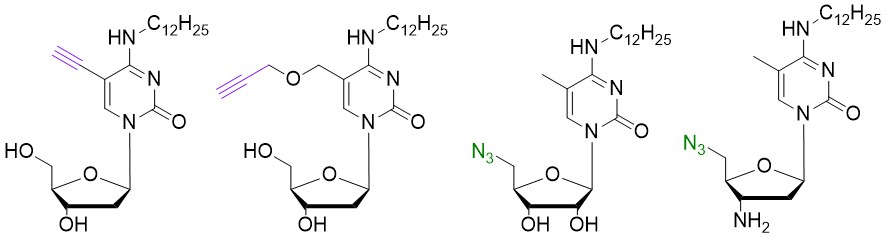 HN C12H25 N N O HO O OH
HN C12H25 O N N O HO O OH
HN C12H25 N N O N3 O OH OH
HN C12H25 N N O N3 O NH2